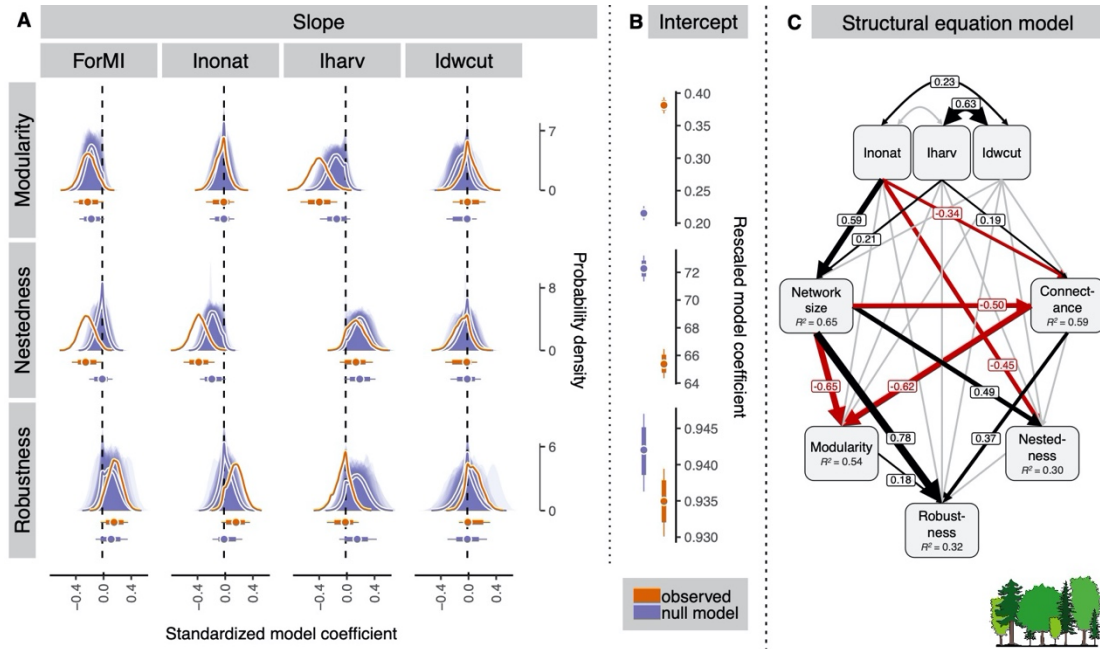 A
Slope
ForMI
Inonat
Iharv
Idwcut
Modularity
7
0
Nestedness
8
0
Robustness
6
0
Probability density
−0.4
0.0
0.4
−0.4
0.0
0.4
−0.4
0.0
0.4
−0.4
0.0
0.4
Standardized model coefficient
B
Intercept
0.40
0.35
0.30
0.25
0.20
72
70
68
66
64
0.945
0.940
0.935
0.930
Rescaled model coefficient
observed
null model
C
Structural equation model
0.23
0.63
Inonat
Iharv
Idwcut
0.59
-0.34
0.21
0.19
Network
size
R² = 0.65
Connect-
ance
R² = 0.59
-0.50
-0.45
-0.65
-0.62
0.49
Modularity
R² = 0.54
0.78
0.37
Nested-
ness
R² = 0.30
0.18
Robust-
ness
R² = 0.32